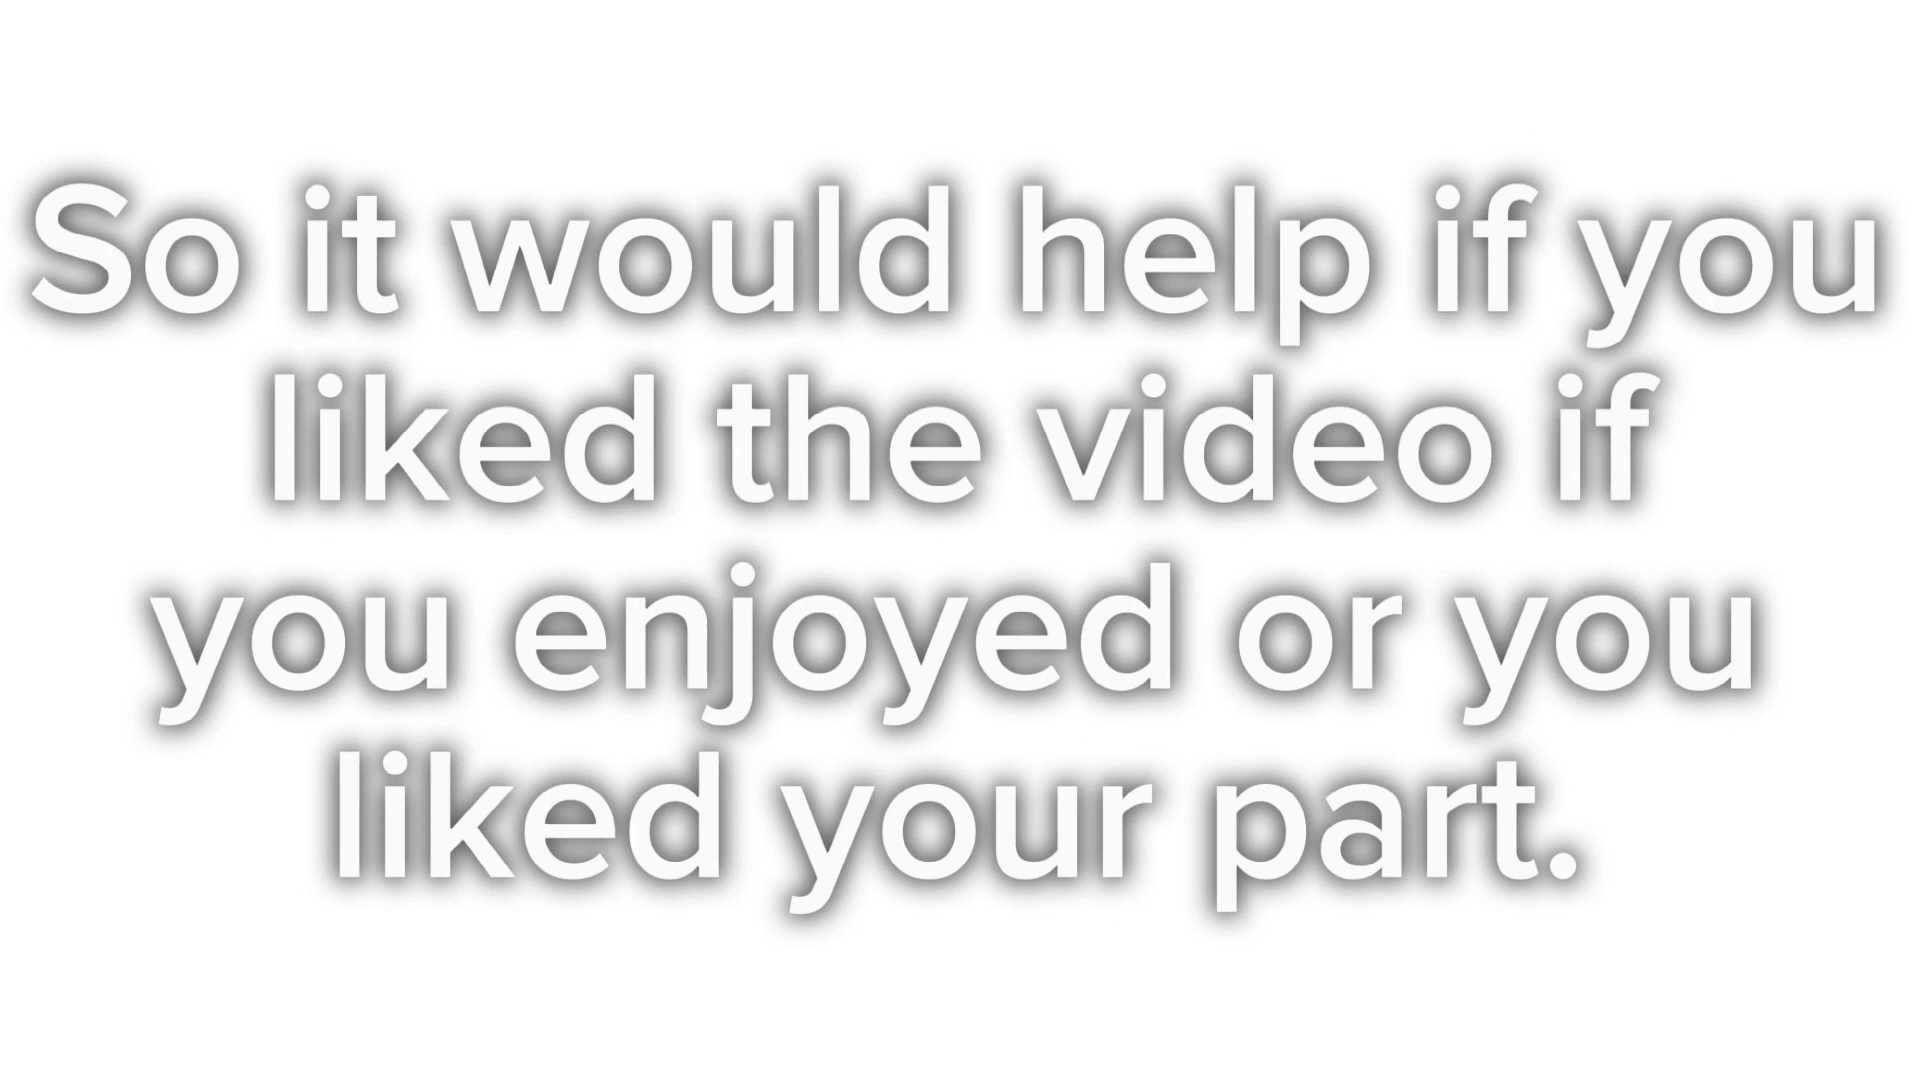 So it would help if you
liked the video if
you enjoyed or you
liked your part.